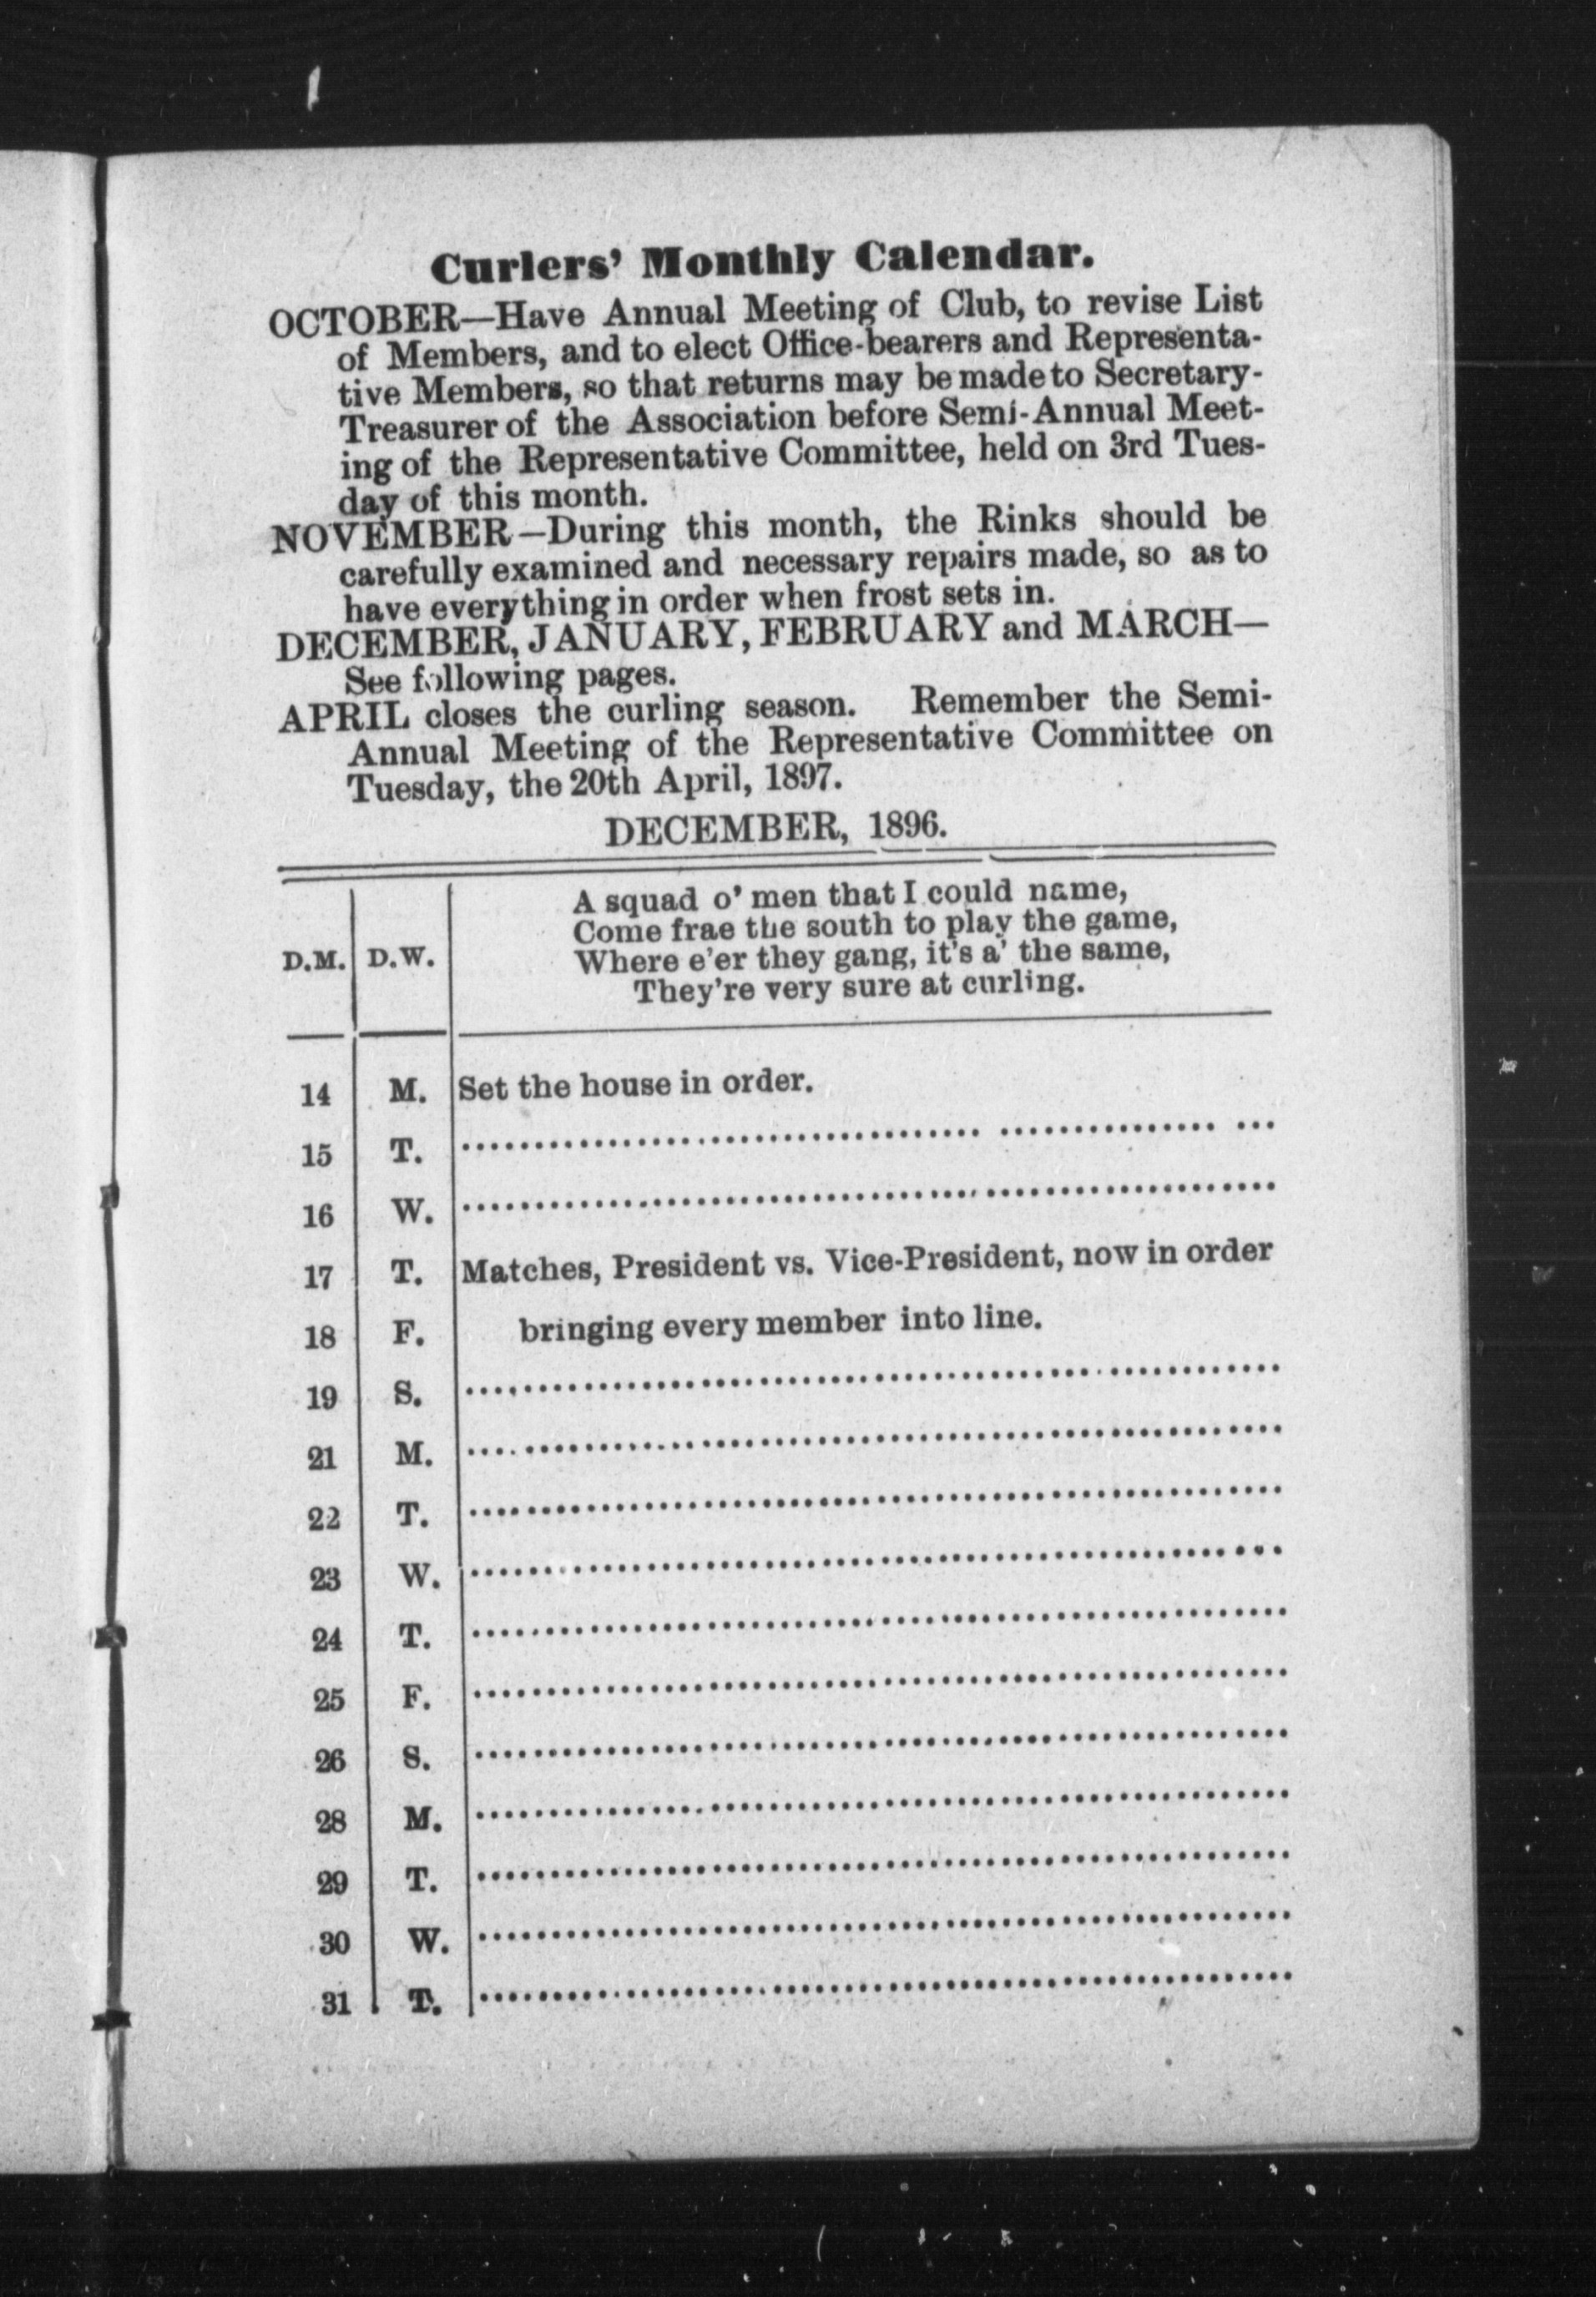 Curlers' Monthly Calendar.
OCTOBER—Have Annual Meeting of Club, to revise List
of Members, and to elect Office-bearers and Representa-
tive Members, so that returns may be made to Secretary-
Treasurer of the Association before Semi-Annual Meet-
ing of the Representative Committee, held on 3rd Tues-
day of this month.
NOVEMBER—During this month, the Rinks should be
carefully examined and necessary repairs made, so as to
have everything in order when frost sets in.
DECEMBER, JANUARY, FEBRUARY and MARCH—
See following pages.
APRIL closes the curling season. Remember the Semi-
Annual Meeting of the Representative Committee on
Tuesday, the 20th April, 1897.
DECEMBER, 1896.
A squad o' men that I could name,
Come frae the south to play the game,
D.M. D.W. Where e'er they gang, it's a' the same,
They're very sure at curling.
14 M. Set the house in order.
15 T. ......................................................
16 W. ......................................................
17 T. Matches, President vs. Vice-President, now in order
18 F. bringing every member into line.
19 S. ......................................................
21 M. ......................................................
22 T. ......................................................
23 W. ......................................................
24 T. ......................................................
25 F. ......................................................
26 S. ......................................................
28 M. ......................................................
29 T. ......................................................
30 W. ......................................................
31 T. ......................................................